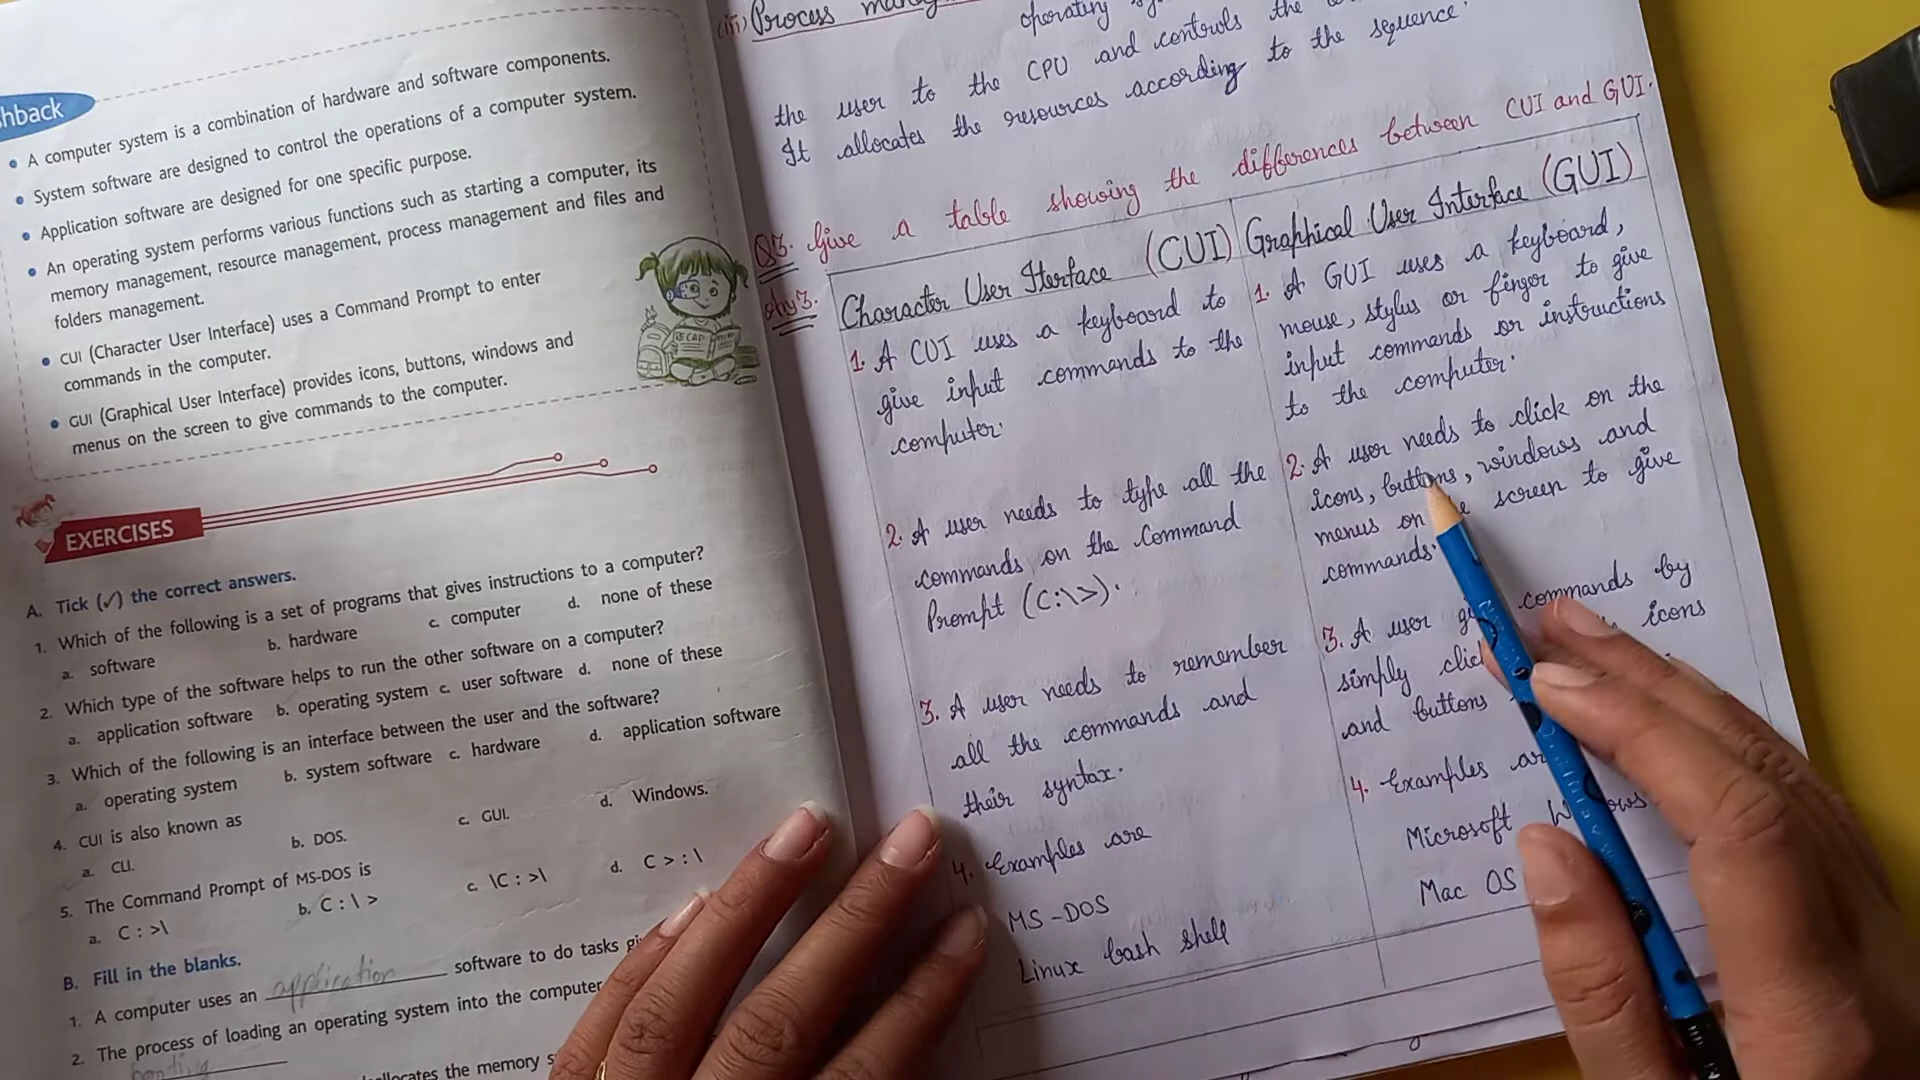 hback
• A computer system is a combination of hardware and software components.
• System software are designed to control the operations of a computer system.
• Application software are designed for one specific purpose.
• An operating system performs various functions such as starting a computer, its
memory management, resource management, process management and files and
folders management.
• CUI (Character User Interface) uses a Command Prompt to enter
commands in the computer.
• GUI (Graphical User Interface) provides icons, buttons, windows and
menus on the screen to give commands to the computer.
RECAP
EXERCISES
A. Tick (✓) the correct answers.
1. Which of the following is a set of programs that gives instructions to a computer?
a. software b. hardware c. computer d. none of these
2. Which type of the software helps to run the other software on a computer?
a. application software b. operating system c. user software d. none of these
3. Which of the following is an interface between the user and the software?
a. operating system b. system software c. hardware d. application software
4. CUI is also known as
a. CLI. b. DOS. c. GUI. d. Windows.
5. The Command Prompt of MS-DOS is
a. C : >\ b. C : \ > c. \C : >\ d. C > : \
B. Fill in the blanks.
1. A computer uses an application software to do tasks gi
2. The process of loading an operating system into the computer
booting
allocates the memory s
(iii) Process
operating
the user to the CPU and controls the
It allocates the resources according to the sequence.
Q3. Give a table showing the differences between CUI and GUI.
Ans 3.
Character User Iterface (CUI)
1. A CUI uses a keyboard to
give input commands to the
computer.
2. A user needs to type all the
commands on the Command
Prompt (C:\>).
3. A user needs to remember
all the commands and
their syntax.
4. Examples are
MS-DOS
Linux bash shell
Graphical User Interface (GUI)
1. A GUI uses a keyboard,
mouse, stylus or finger to give
input commands or instructions
to the computer.
2. A user needs to click on the
icons, buttons, windows and
menus on screen to give
commands.
3. A user commands by
simply icons
and buttons
4. Examples
Microsoft
Mac OS